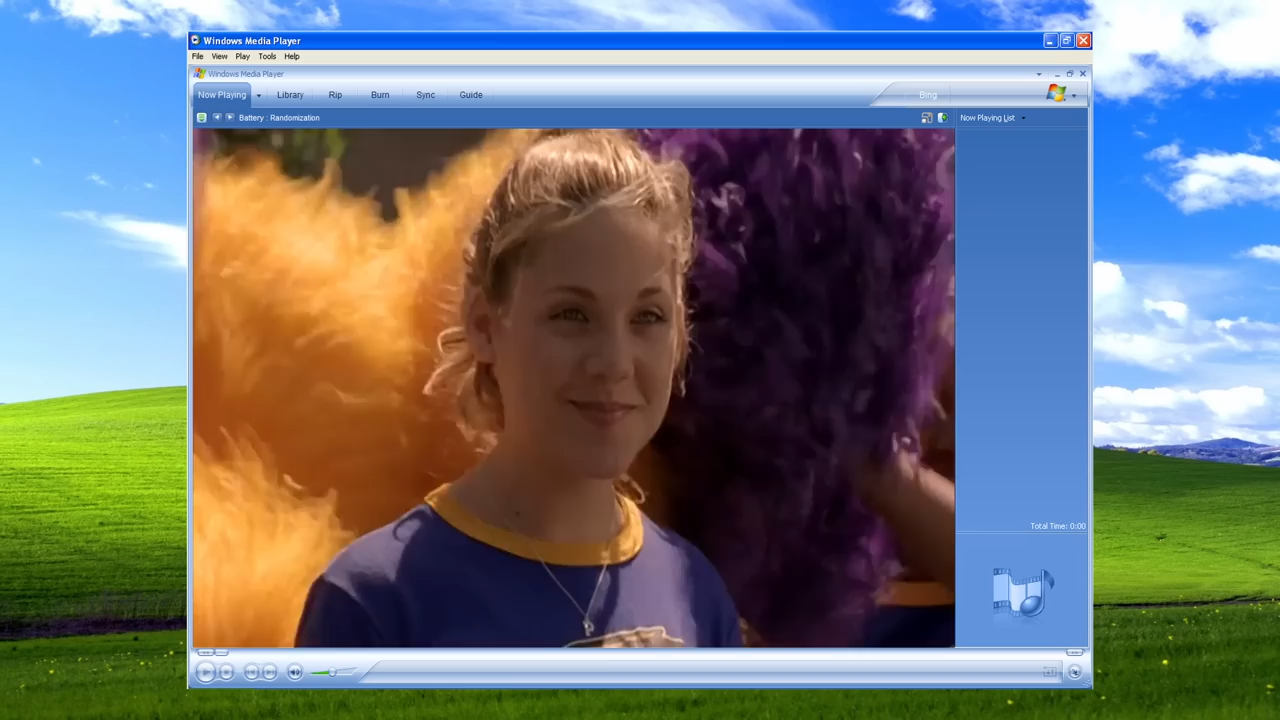 Windows Media Player
File View Play Tools Help
Windows Media Player
Now Playing Library Rip Burn Sync Guide Bing
Battery : Randomization Now Playing List
Total Time: 0:00